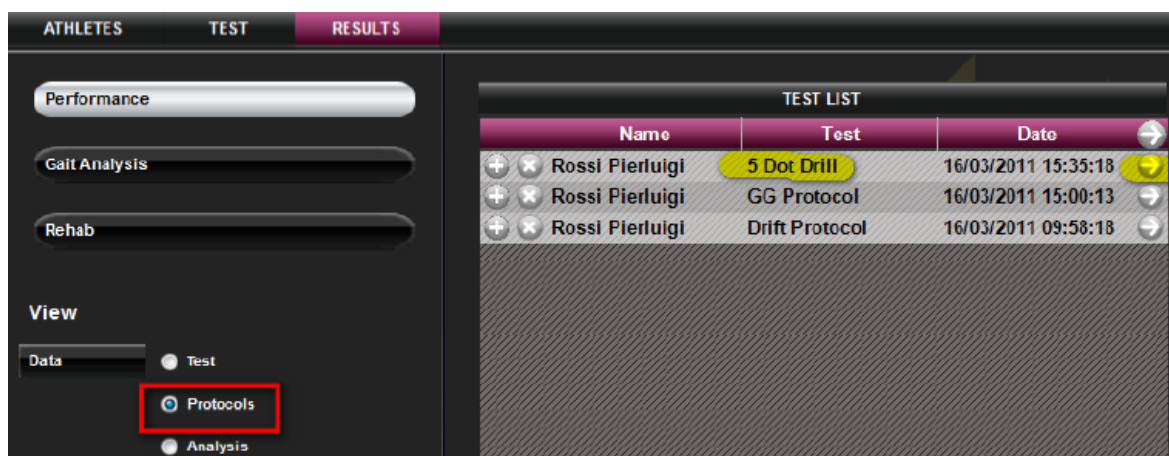 ATHLETES TEST RESULTS
Performance
Gait Analysis
Rehab
View
Data
Test
Protocols
Analysis
TEST LIST
Name Test Date
Rossi Pierluigi 5 Dot Drill 16/03/2011 15:35:18
Rossi Pierluigi GG Protocol 16/03/2011 15:00:13
Rossi Pierluigi Drift Protocol 16/03/2011 09:58:18